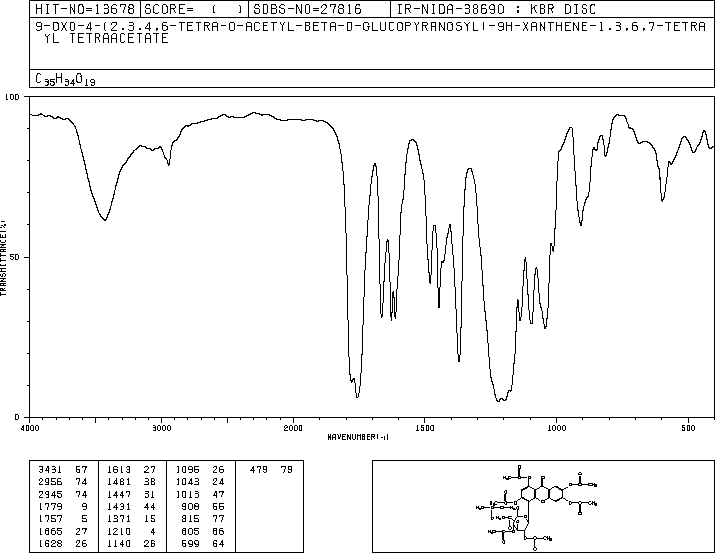 HIT-NO=13678 SCORE= ( ) SDBS-NO=27816 IR-NIDA-38690 : KBR DISC
9-OXO-4-(2,3,4,6-TETRA-O-ACETYL-BETA-D-GLUCOPYRANOSYL)-9H-XANTHENE-1,3,6,7-TETRA
YL TETRAACETATE
C35H34O19
100
50
0
TRANSMITTANCE(%)
4000 3000 2000 1500 1000 500
WAVENUMBER(-1)
3431 67 1613 27 1096 26 479 79
2956 74 1481 38 1043 24
2945 74 1447 31 1013 47
1779 9 1431 44 908 55
1757 5 1371 15 815 77
1665 27 1210 4 805 86
1628 26 1140 26 599 64